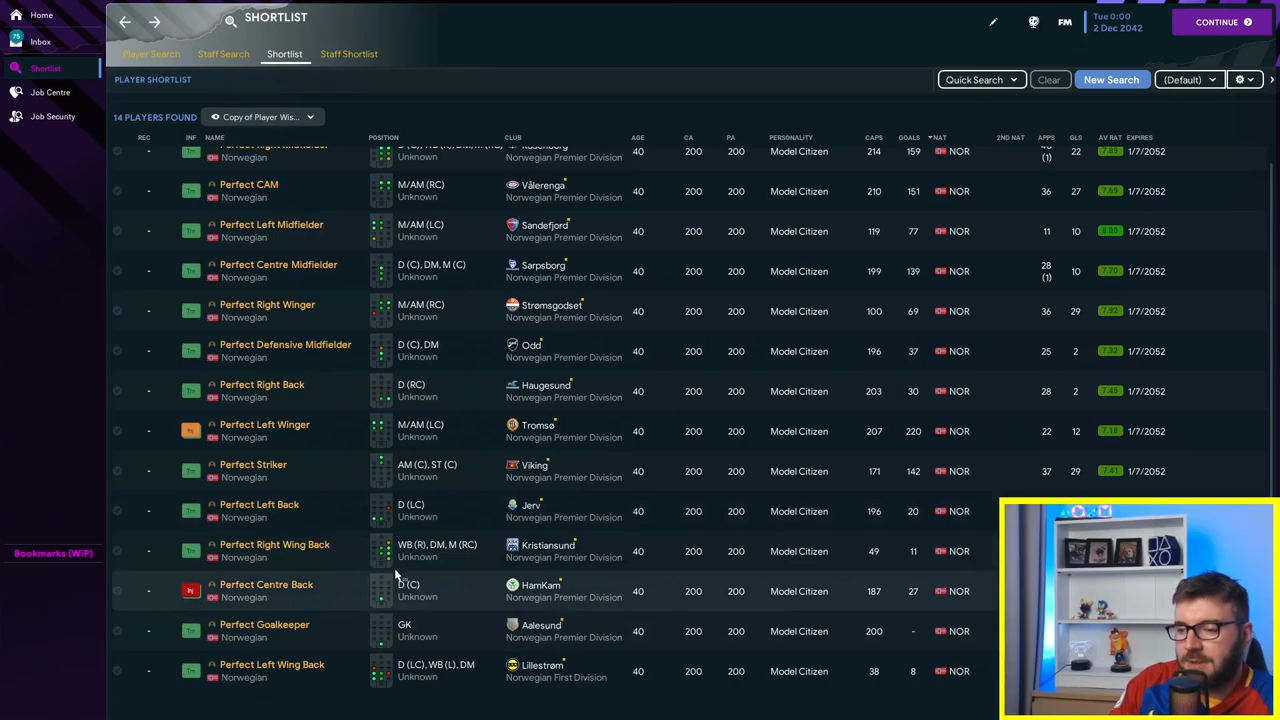 Home
SHORTLIST
FM
Tue 0:00
2 Dec 2042
CONTINUE
75
Inbox
Player Search Staff Search Shortlist Staff Shortlist
Shortlist
PLAYER SHORTLIST
Quick Search Clear New Search (Default)
Job Centre
Job Security
14 PLAYERS FOUND Copy of Player Wis...
REC INF NAME POSITION CLUB AGE CA PA PERSONALITY CAPS GOALS NAT 2ND NAT APPS GLS AV RAT EXPIRES
- Trn Norwegian Unknown Norwegian Premier Division 40 200 200 Model Citizen 214 159 NOR (1) 22 7.89 1/7/2052
- Trn Perfect CAM M/AM (RC) Vålerenga 40 200 200 Model Citizen 210 151 NOR 36 27 7.69 1/7/2052
Norwegian Unknown Norwegian Premier Division
- Trn Perfect Left Midfielder M/AM (LC) Sandefjord 40 200 200 Model Citizen 119 77 NOR 11 10 8.00 1/7/2052
Norwegian Unknown Norwegian Premier Division
- Trn Perfect Centre Midfielder D (C), DM, M (C) Sarpsborg 40 200 200 Model Citizen 199 139 NOR 28 (1) 10 7.70 1/7/2052
Norwegian Unknown Norwegian Premier Division
- Trn Perfect Right Winger M/AM (RC) Strømsgodset 40 200 200 Model Citizen 100 69 NOR 36 29 7.92 1/7/2052
Norwegian Unknown Norwegian Premier Division
- Trn Perfect Defensive Midfielder D (C), DM Odd 40 200 200 Model Citizen 196 37 NOR 25 2 7.32 1/7/2052
Norwegian Unknown Norwegian Premier Division
- Trn Perfect Right Back D (RC) Haugesund 40 200 200 Model Citizen 203 30 NOR 28 2 7.45 1/7/2052
Norwegian Unknown Norwegian Premier Division
- Inj Perfect Left Winger M/AM (LC) Tromsø 40 200 200 Model Citizen 207 220 NOR 22 12 7.18 1/7/2052
Norwegian Unknown Norwegian Premier Division
- Trn Perfect Striker AM (C), ST (C) Viking 40 200 200 Model Citizen 171 142 NOR 37 29 7.41 1/7/2052
Norwegian Unknown Norwegian Premier Division
- Trn Perfect Left Back D (LC) Jerv 40 200 200 Model Citizen 196 20 NOR
Norwegian Unknown Norwegian Premier Division
- Trn Perfect Right Wing Back WB (R), DM, M (RC) Kristiansund 40 200 200 Model Citizen 49 11 NOR
Norwegian Unknown Norwegian Premier Division
Bookmarks (WiP)
- Inj Perfect Centre Back D (C) HamKam 40 200 200 Model Citizen 187 27 NOR
Norwegian Unknown Norwegian Premier Division
- Trn Perfect Goalkeeper GK Aalesund 40 200 200 Model Citizen 200 - NOR
Norwegian Unknown Norwegian Premier Division
- Trn Perfect Left Wing Back D (LC), WB (L), DM Lillestrøm 40 200 200 Model Citizen 38 8 NOR
Norwegian Unknown Norwegian First Division